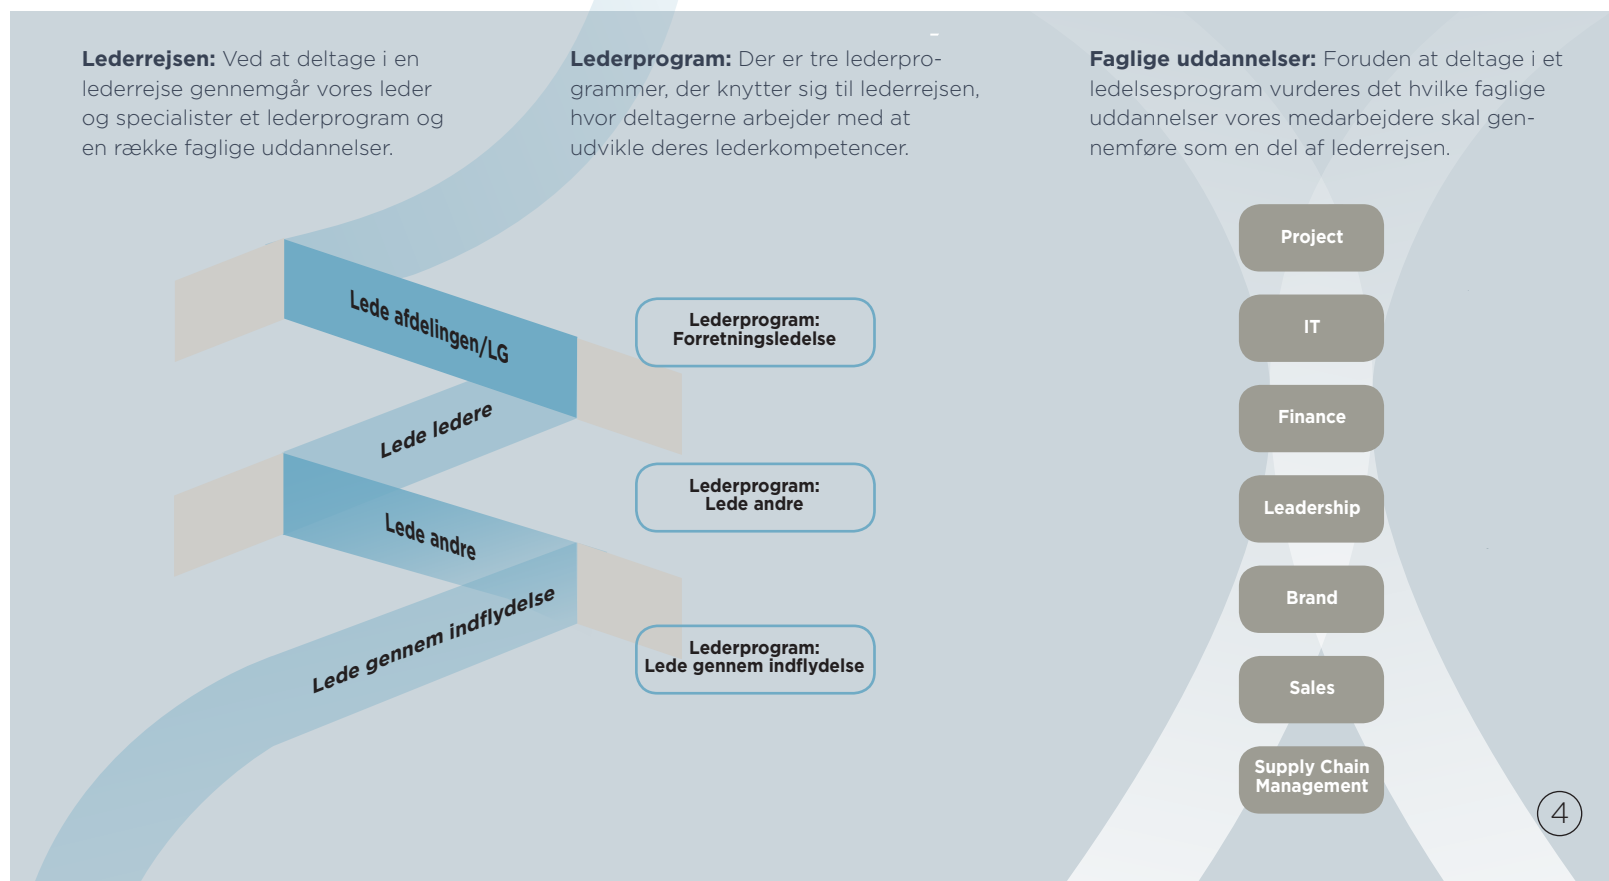 Lederrejsen: Ved at deltage i en
lederrejse gennemgår vores leder
og specialister et lederprogram og
en række faglige uddannelser.
Lederprogram: Der er tre lederpro-
grammer, der knytter sig til lederrejsen,
hvor deltagerne arbejder med at
udvikle deres lederkompetencer.
Faglige uddannelser: Foruden at deltage i et
ledelsesprogram vurderes det hvilke faglige
uddannelser vores medarbejdere skal gen-
nemføre som en del af lederrejsen.
Lede afdelingen/LG
Lede ledere
Lede andre
Lede gennem indflydelse
Lederprogram:
Forretningsledelse
Lederprogram:
Lede andre
Lederprogram:
Lede gennem indflydelse
Project
IT
Finance
Leadership
Brand
Sales
Supply Chain
Management
4